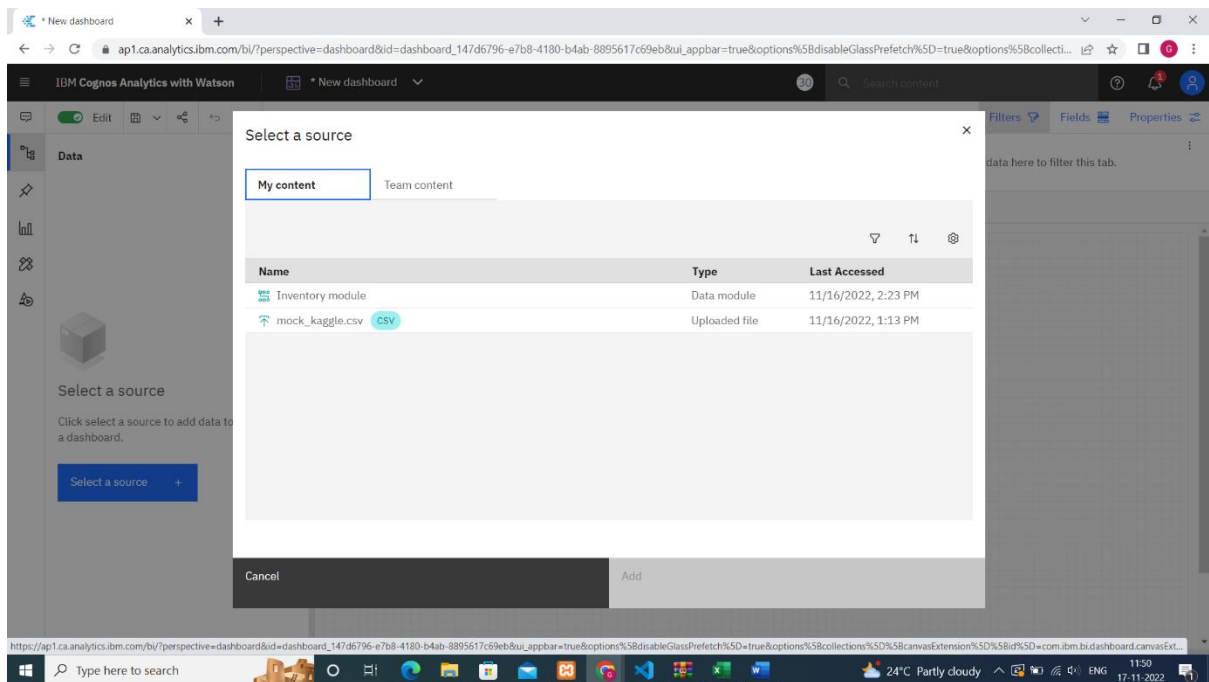 * New dashboard
ap1.ca.analytics.ibm.com/bi/?perspective=dashboard&id=dashboard_147d6796-e7b8-4180-b4ab-8895617c69eb&ui_appbar=true&options%5BdisableGlassPrefetch%5D=true&options%5Bcollecti...
G
IBM Cognos Analytics with Watson
* New dashboard
30
Search content
1
Edit
Filters
Fields
Properties
Data
data here to filter this tab.
Select a source
My content
Team content
Name Type Last Accessed
Inventory module Data module 11/16/2022, 2:23 PM
mock_kaggle.csv CSV Uploaded file 11/16/2022, 1:13 PM
Select a source
Click select a source to add data to
a dashboard.
Select a source +
Cancel
Add
https://ap1.ca.analytics.ibm.com/bi/?perspective=dashboard&id=dashboard_147d6796-e7b8-4180-b4ab-8895617c69eb&ui_appbar=true&options%5BdisableGlassPrefetch%5D=true&options%5Bcollections%5D%5BcanvasExtension%5D%5Bid%5D=com.ibm.bi.dashboard.canvasExt...
Type here to search
24°C Partly cloudy
ENG
11:50
17-11-2022